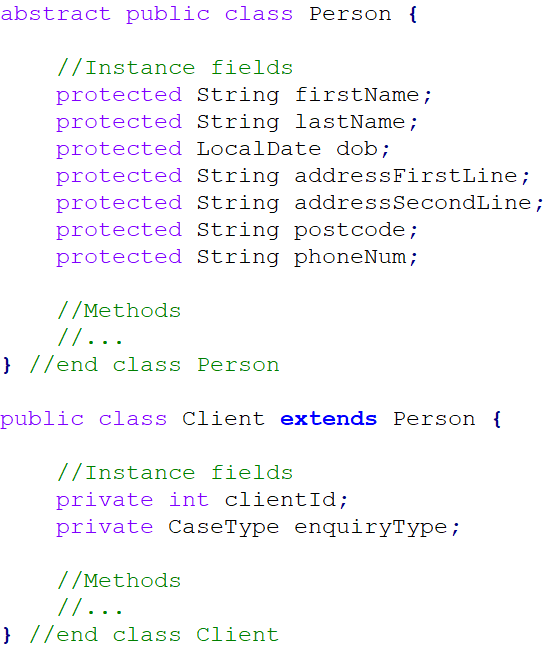 abstract public class Person {
//Instance fields
protected String firstName;
protected String lastName;
protected LocalDate dob;
protected String addressFirstLine;
protected String addressSecondLine;
protected String postcode;
protected String phoneNum;
//Methods
//...
} //end class Person
public class Client extends Person {
//Instance fields
private int clientId;
private CaseType enquiryType;
//Methods
//...
} //end class Client